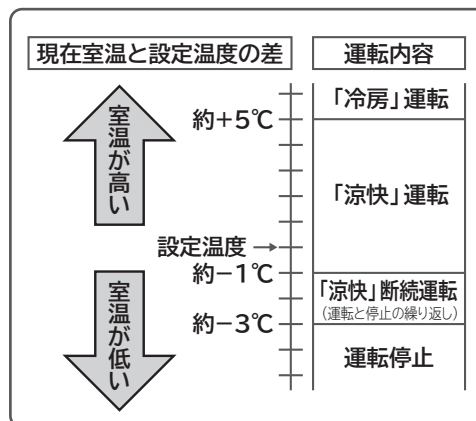 現在室温と設定温度の差
運転内容
室温が高い
室温が低い
約+5℃
設定温度→
約−1℃
約−3℃
「冷房」運転
「涼快」運転
「涼快」断続運転
(運転と停止の繰り返し)
運転停止